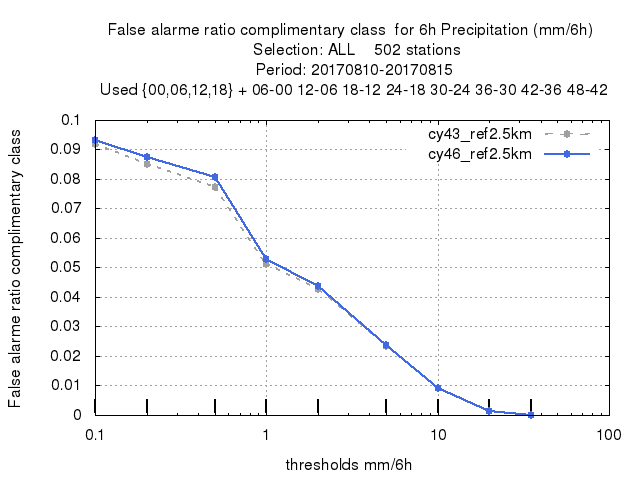 False alarme ratio complimentary class  for 6h Precipitation (mm/6h)
Selection: ALL    502 stations
Period: 20170810-20170815
Used {00,06,12,18} + 06-00 12-06 18-12 24-18 30-24 36-30 42-36 48-42
cy43_ref2.5km
cy46_ref2.5km
False alarme ratio complimentary class
0.1
0.09
0.08
0.07
0.06
0.05
0.04
0.03
0.02
0.01
0
0.1 1 10 100
thresholds mm/6h